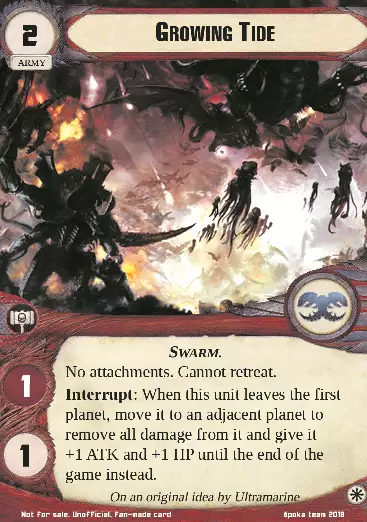 2
GROWING TIDE
ARMY
SWARM.
No attachments. Cannot retreat.
Interrupt: When this unit leaves the first
planet, move it to an adjacent planet to
remove all damage from it and give it
+1 ATK and +1 HP until the end of the
game instead.
1
1
On an original idea by Ultramarine
Not for sale. Unofficial, Fan-made card
Apoka team 2018